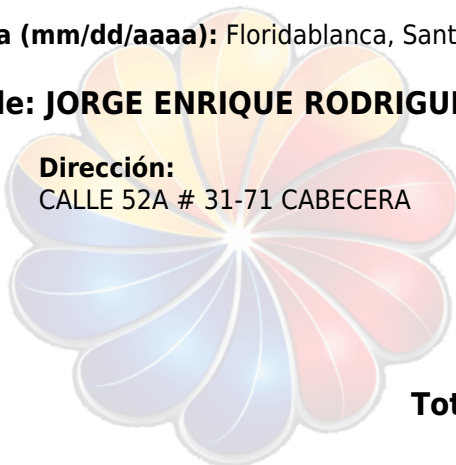 a (mm/dd/aaaa): Floridablanca, Sant
le: JORGE ENRIQUE RODRIGU
Dirección:
CALLE 52A # 31-71 CABECERA
Tot